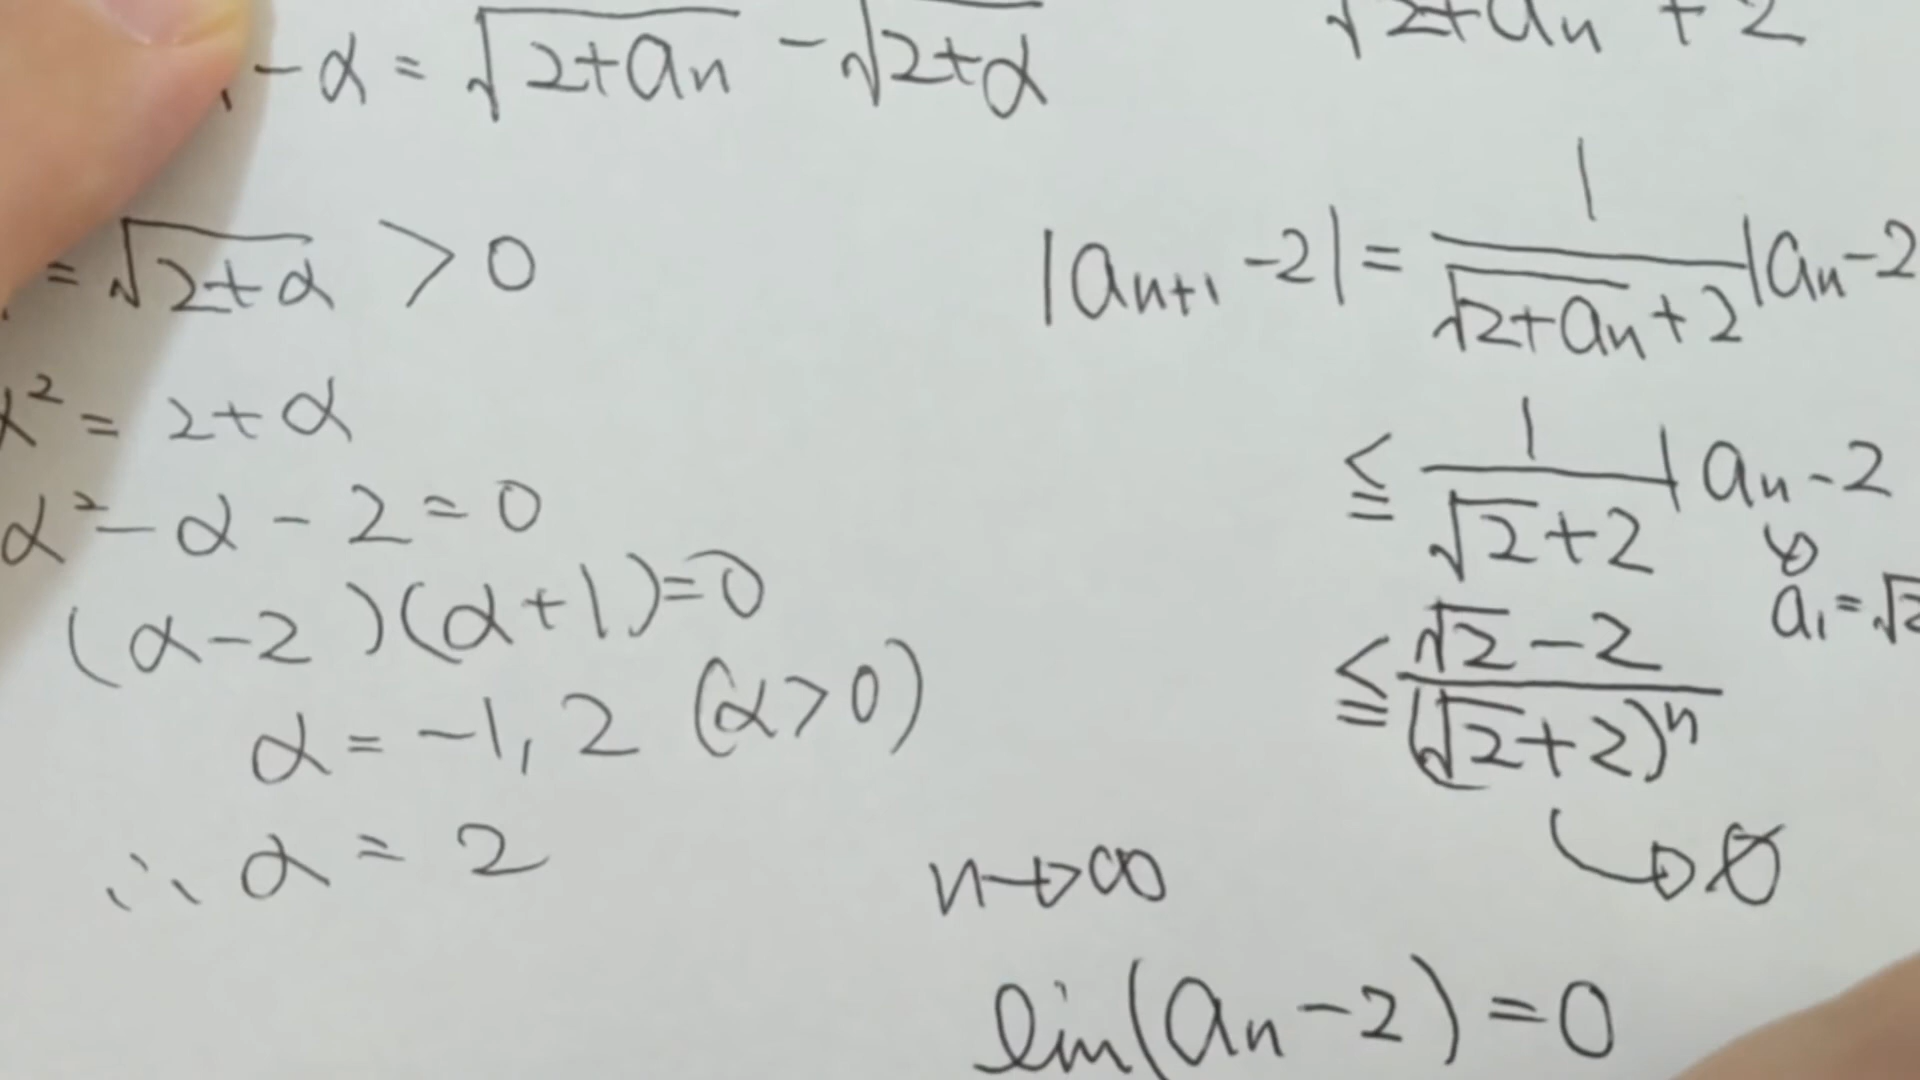 -α = √(2+an) - √(2+α)
= √(2+α) > 0
α² = 2+α
α² - α - 2 = 0
(α-2)(α+1)=0
α = -1, 2 (α>0)
∴ α = 2
√(2+an) + 2
|an+1 -2| = 1/(√(2+an) + 2) |an-2
≦ 1/(√2+2) |an-2
a1=√2
≦ (√2-2)/(√2+2)^n
→ 0
n→∞
lim(an-2) = 0